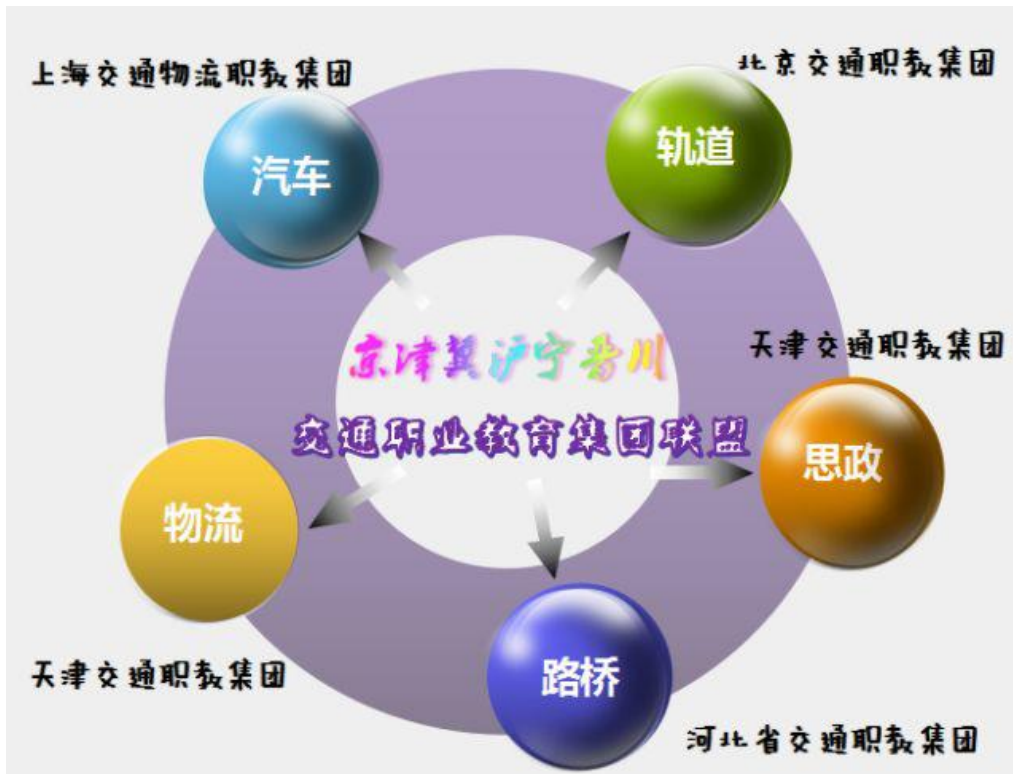 上海交通物流职教集团
北京交通职教集团
汽车
轨道
京津冀沪宁晋川
交通职业教育集团联盟
天津交通职教集团
思政
物流
天津交通职教集团
路桥
河北省交通职教集团